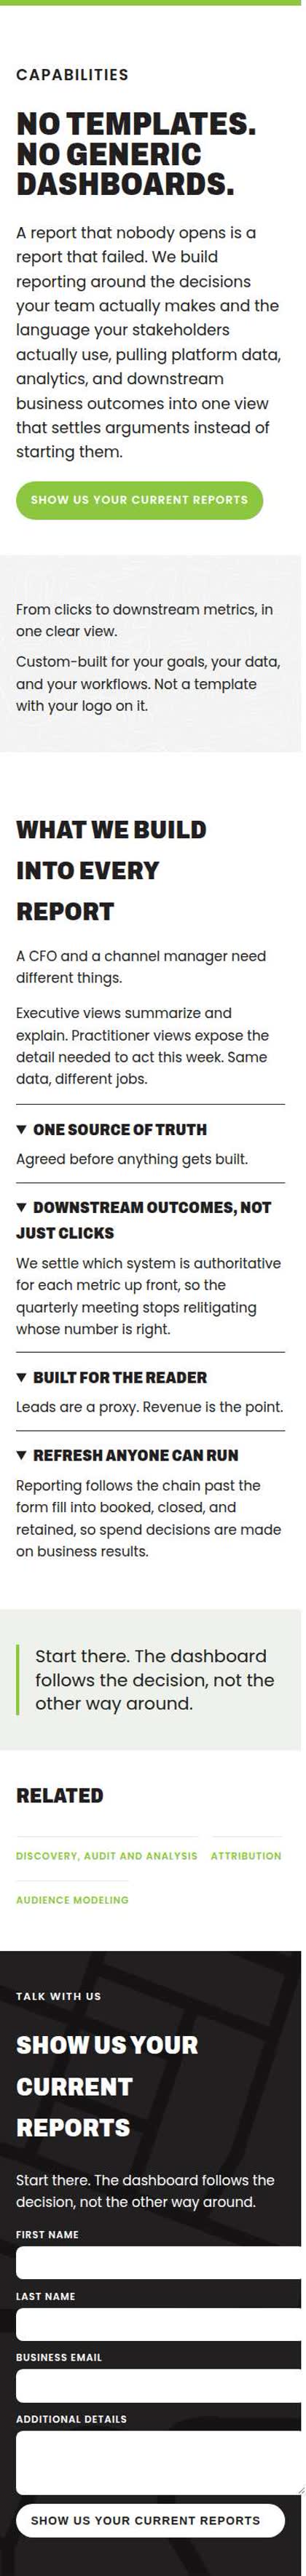 CAPABILITIES
NO TEMPLATES.
NO GENERIC
DASHBOARDS.
A report that nobody opens is a
report that failed. We build
reporting around the decisions
your team actually makes and the
language your stakeholders
actually use, pulling platform data,
analytics, and downstream
business outcomes into one view
that settles arguments instead of
starting them.
SHOW US YOUR CURRENT REPORTS
From clicks to downstream metrics, in
one clear view.
Custom-built for your goals, your data,
and your workflows. Not a template
with your logo on it.
WHAT WE BUILD
INTO EVERY
REPORT
A CFO and a channel manager need
different things.
Executive views summarize and
explain. Practitioner views expose the
detail needed to act this week. Same
data, different jobs.
▼ ONE SOURCE OF TRUTH
Agreed before anything gets built.
▼ DOWNSTREAM OUTCOMES, NOT
JUST CLICKS
We settle which system is authoritative
for each metric up front, so the
quarterly meeting stops relitigating
whose number is right.
▼ BUILT FOR THE READER
Leads are a proxy. Revenue is the point.
▼ REFRESH ANYONE CAN RUN
Reporting follows the chain past the
form fill into booked, closed, and
retained, so spend decisions are made
on business results.
Start there. The dashboard
follows the decision, not the
other way around.
RELATED
DISCOVERY, AUDIT AND ANALYSIS ATTRIBUTION
AUDIENCE MODELING
TALK WITH US
SHOW US YOUR
CURRENT
REPORTS
Start there. The dashboard follows the
decision, not the other way around.
FIRST NAME
LAST NAME
BUSINESS EMAIL
ADDITIONAL DETAILS
SHOW US YOUR CURRENT REPORTS